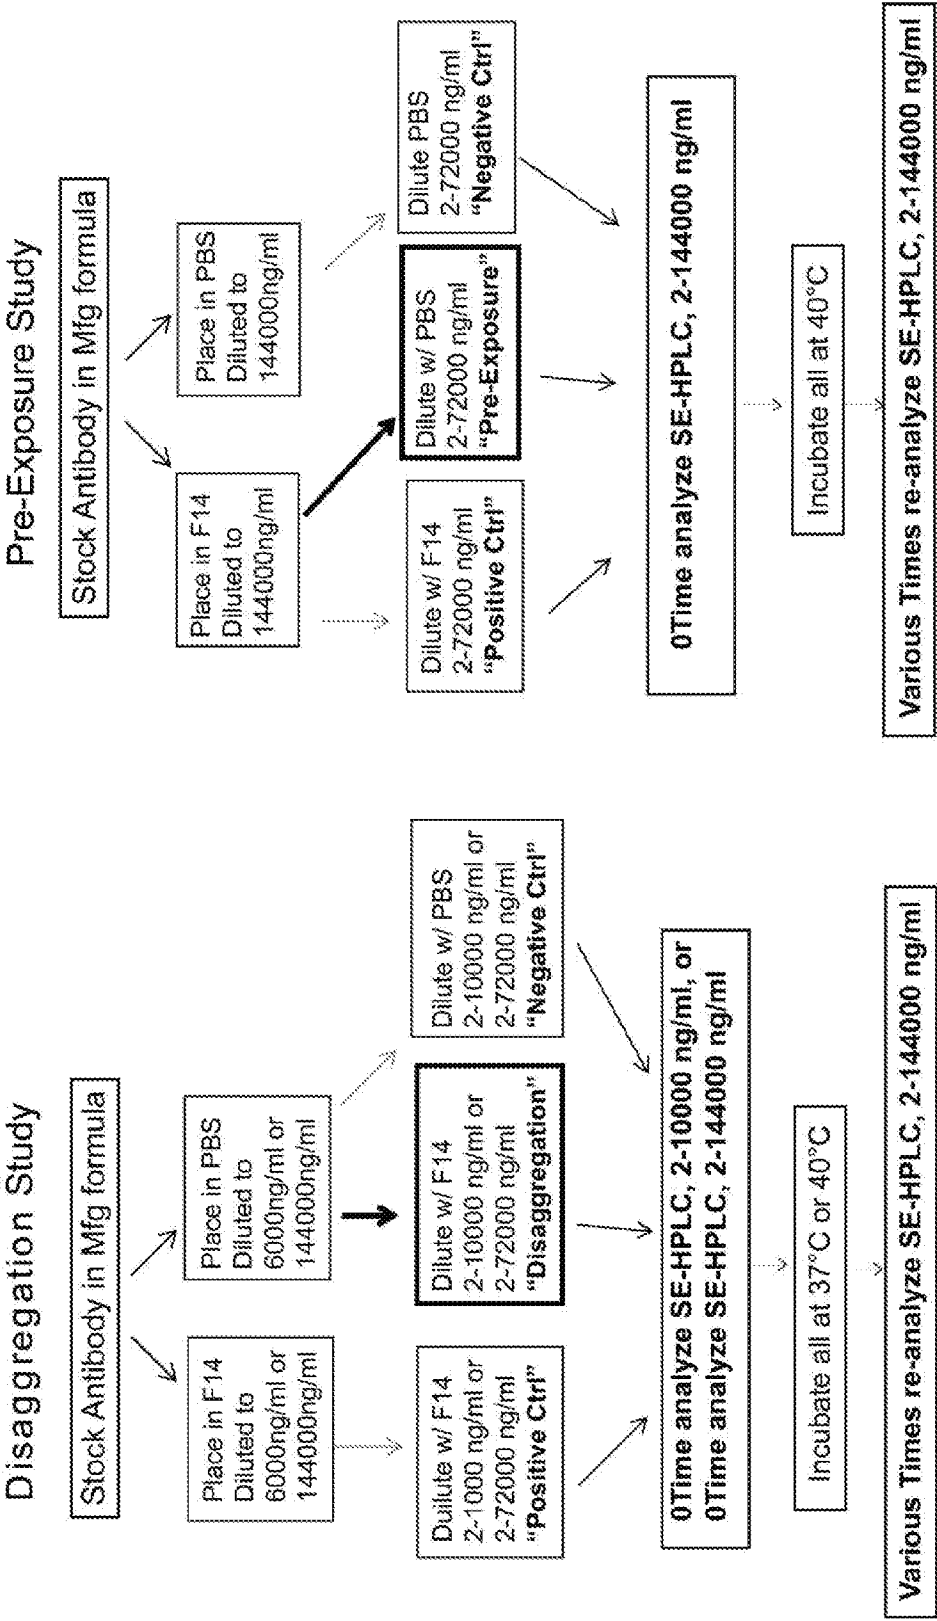 Disaggregation Study
Stock Antibody in Mfg formula
Place in F14
Diluted to
6000ng/ml or
144000ng/ml
Place in PBS
Diluted to
6000ng/ml or
144000ng/ml
Duilute w/ F14
2-1000 ng/ml or
2-72000 ng/ml
“Positive Ctrl”
Dilute w/ F14
2-10000 ng/ml or
2-72000 ng/ml
“Disaggregation”
Dilute w/ PBS
2-10000 ng/ml or
2-72000 ng/ml
“Negative Ctrl”
0Time analyze SE-HPLC, 2-10000 ng/ml, or
0Time analyze SE-HPLC, 2-144000 ng/ml
Incubate all at 37°C or 40°C
Various Times re-analyze SE-HPLC, 2-144000 ng/ml
Pre-Exposure Study
Stock Antibody in Mfg formula
Place in F14
Diluted to
144000ng/ml
Place in PBS
Diluted to
144000ng/ml
Dilute w/ F14
2-72000 ng/ml
“Positive Ctrl”
Dilute w/ PBS
2-72000 ng/ml
“Pre-Exposure”
Dilute PBS
2-72000 ng/ml
“Negative Ctrl”
0Time analyze SE-HPLC, 2-144000 ng/ml
Incubate all at 40°C
Various Times re-analyze SE-HPLC, 2-144000 ng/ml